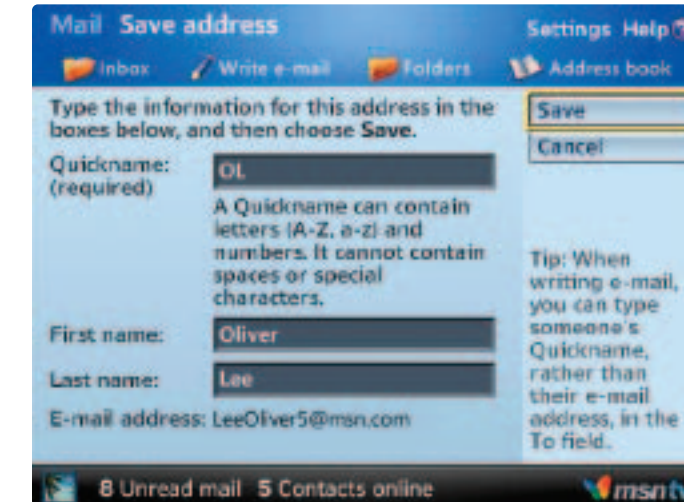 Mail Save address
Settings Help
Inbox Write e-mail Folders Address book
Type the information for this address in the
boxes below, and then choose Save.
Quickname:
(required)
OL
A Quickname can contain
letters (A-Z, a-z) and
numbers. It cannot contain
spaces or special
characters.
First name:
Oliver
Last name:
Lee
E-mail address: LeeOliver5@msn.com
Save
Cancel
Tip: When
writing e-mail,
you can type
someone's
Quickname,
rather than
their e-mail
address, in the
To field.
8 Unread mail 5 Contacts online
msn tv